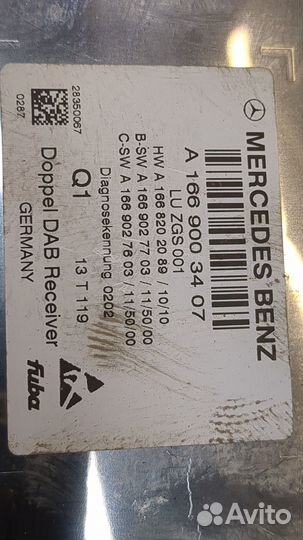 MERCEDES BENZ
A 166 900 34 07
LU ZGS 001
HW A 166 820 20 89 / 10/10
B-SW A 166 902 77 03 / 11/50/00
C-SW A 166 902 76 03 / 11/50/00
Diagnosekennung 0202
Q1
13 T 119
Doppel DAB Receiver
GERMANY
fuba
28350067
0287
Avito